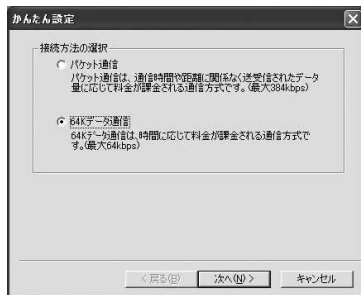 かんたん設定
接続方法の選択
パケット通信
パケット通信は、通信時間や距離に関係なく送受信されたデータ
量に応じて料金が課金される通信方式です。(最大384kbps)
64Kデータ通信
64Kデータ通信は、時間に応じて料金が課金される通信方式で
す。(最大64kbps)
< 戻る(B)
次へ(N) >
キャンセル